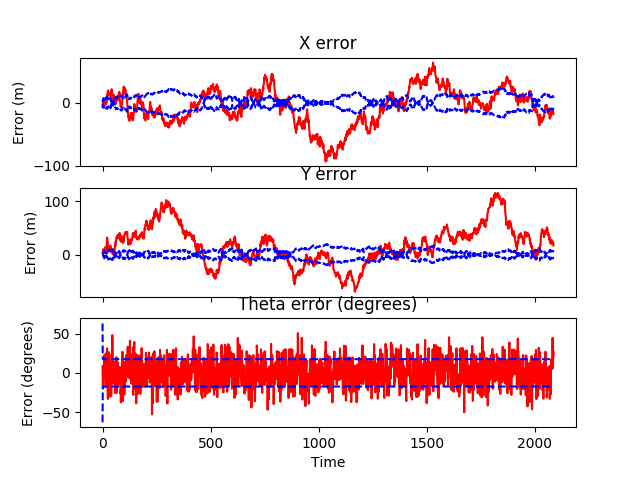 X error
Error (m)
0
−100
Y error
Error (m)
100
0
Theta error (degrees)
Error (degrees)
50
0
−50
0
500
1000
1500
2000
Time